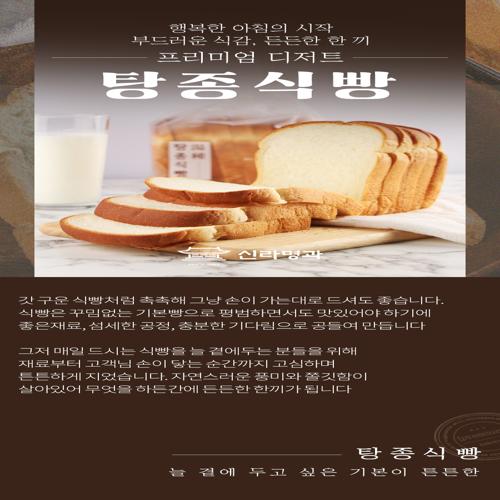 행복한 아침의 시작
부드러운 식감, 든든한 한 끼
프리미엄 디저트
탕종식빵
탕종식빵
신라명과
갓 구운 식빵처럼 촉촉해 그냥 손이 가는대로 드셔도 좋습니다.
식빵은 꾸밈없는 기본빵으로 평범하면서도 맛있어야 하기에
좋은재료, 섬세한 공정, 충분한 기다림으로 공들여 만듭니다
그저 매일 드시는 식빵을 늘 곁에두는 분들을 위해
재료부터 고객님 손이 닿는 순간까지 고심하며
튼튼하게 지었습니다. 자연스러운 풍미와 쫄깃함이
살아있어 무엇을 하든간에 든든한 한끼가 됩니다
탕종식빵
늘 곁에 두고 싶은 기본이 튼튼한